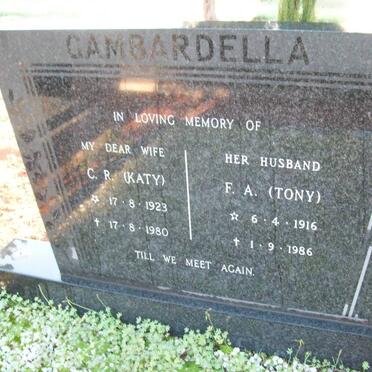 GAMBARDELLA
IN LOVING MEMORY OF
MY DEAR WIFE
C. R. (KATY)
☆ 17 · 8 · 1923
✝ 17 · 8 · 1980
HER HUSBAND
F. A. (TONY)
☆ 6 · 4 · 1916
✝ 1 · 9 · 1986
TILL WE MEET AGAIN.